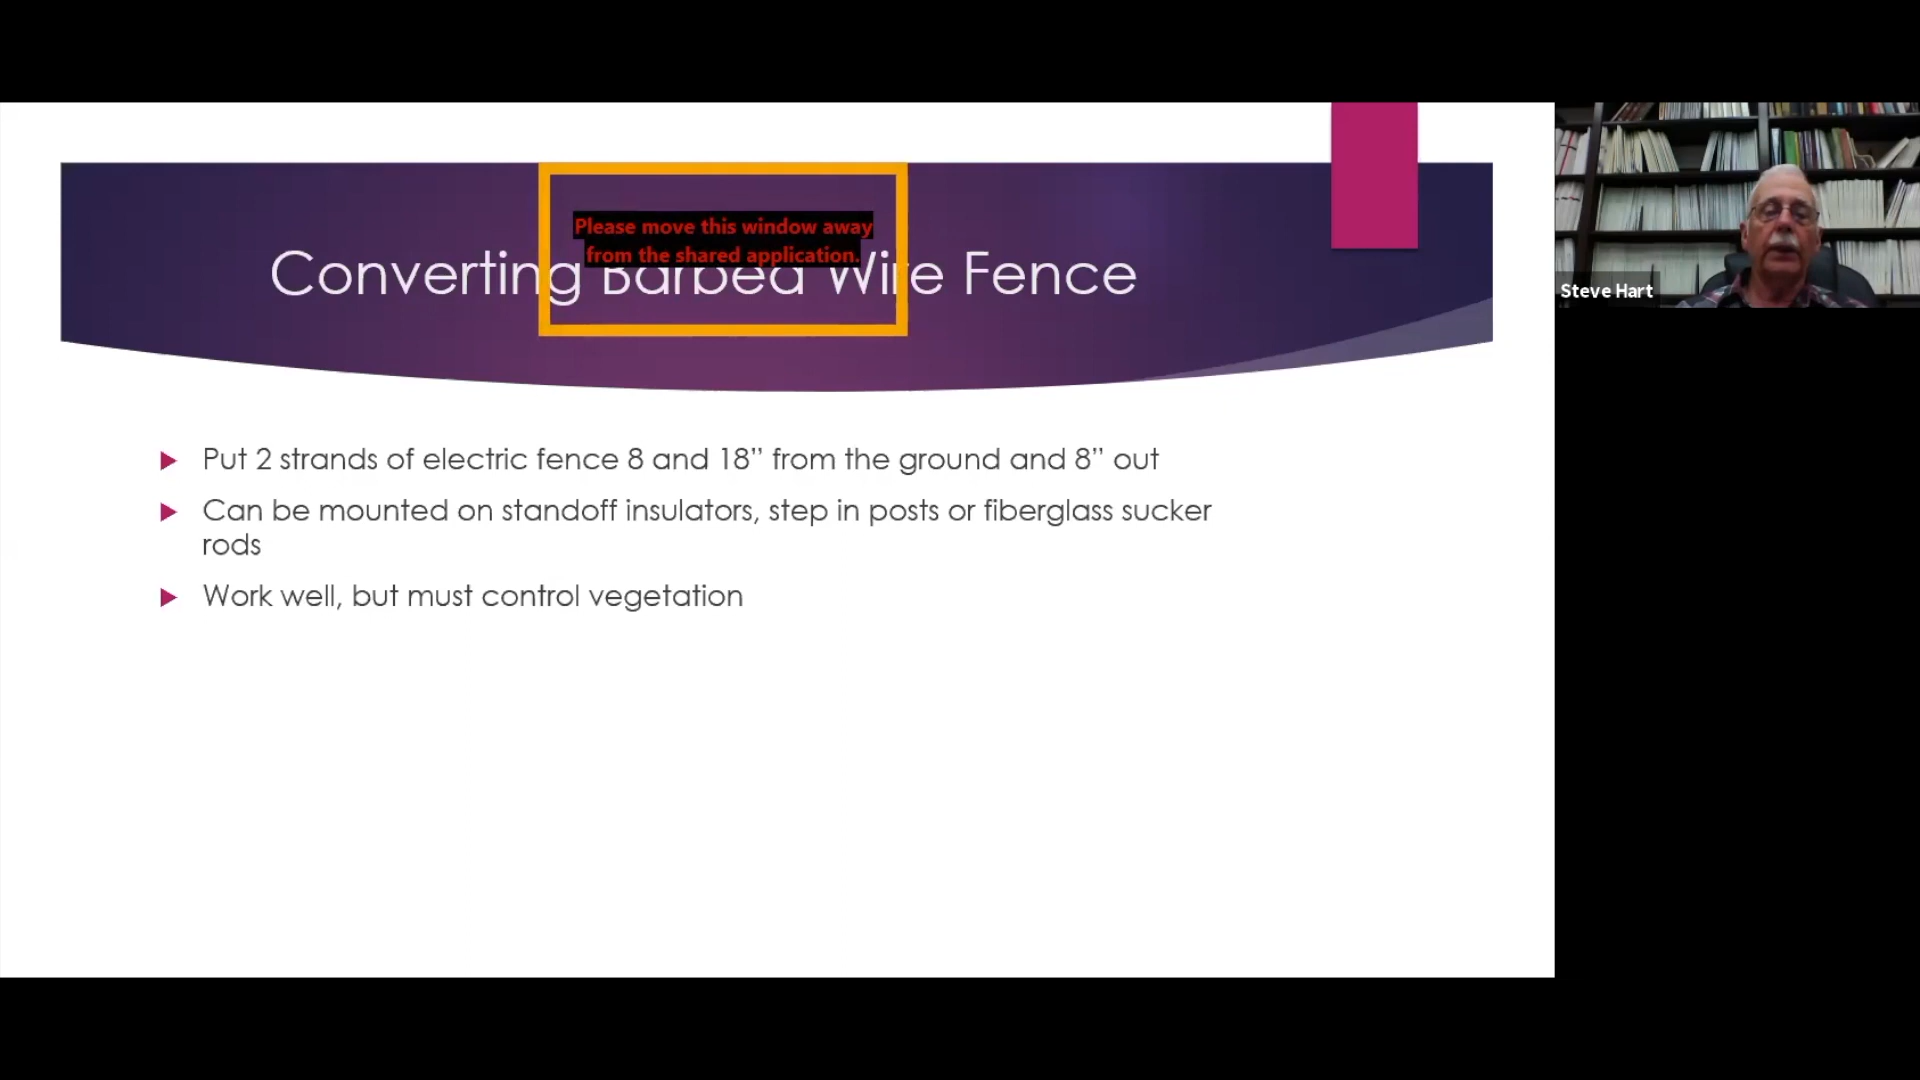 Please move this window away
from the shared application.
Converting Barbed Wire Fence
Put 2 strands of electric fence 8 and 18” from the ground and 8” out
Can be mounted on standoff insulators, step in posts or fiberglass sucker
rods
Work well, but must control vegetation
Steve Hart